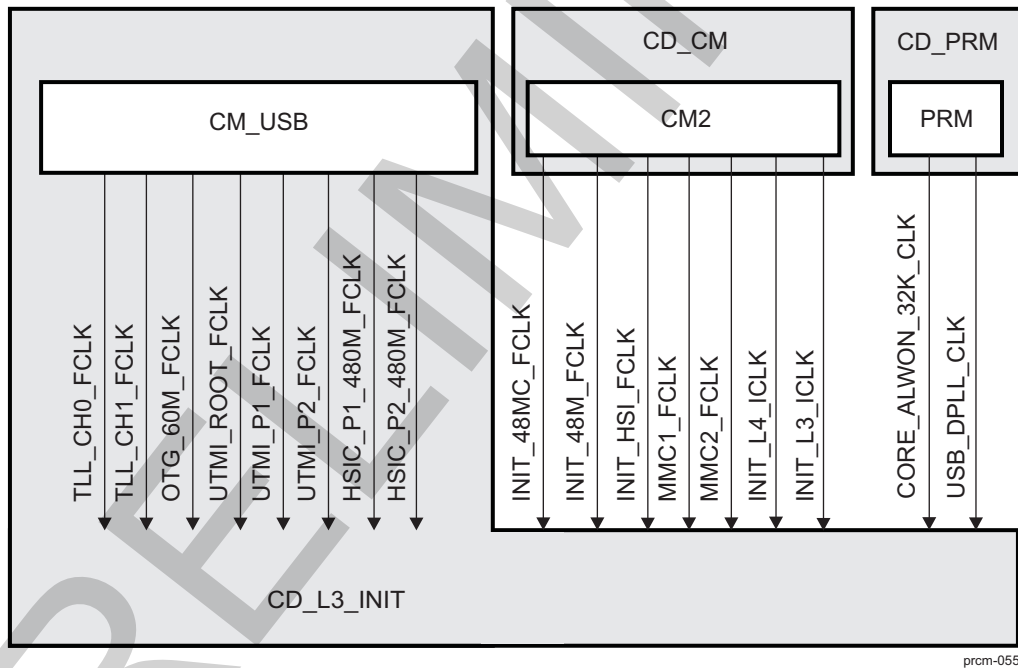 CD_CM
CD_PRM
CM_USB
CM2
PRM
TLL_CH0_FCLK
TLL_CH1_FCLK
OTG_60M_FCLK
UTMI_ROOT_FCLK
UTMI_P1_FCLK
UTMI_P2_FCLK
HSIC_P1_480M_FCLK
HSIC_P2_480M_FCLK
INIT_48MC_FCLK
INIT_48M_FCLK
INIT_HSI_FCLK
MMC1_FCLK
MMC2_FCLK
INIT_L4_ICLK
INIT_L3_ICLK
CORE_ALWON_32K_CLK
USB_DPLL_CLK
CD_L3_INIT
prcm-055